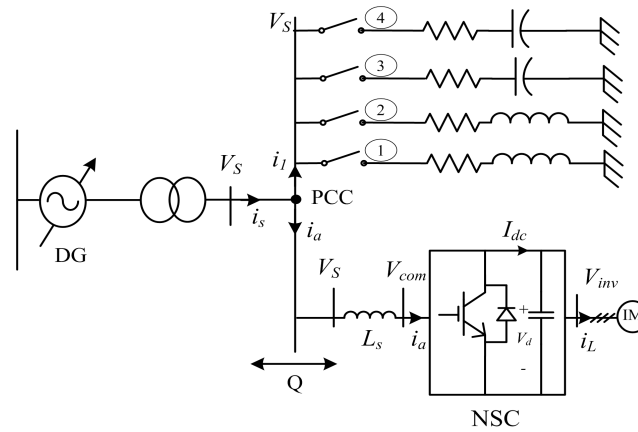 V_S
4
3
2
1
V_S
i_1
PCC
i_s
i_a
DG
V_S
V_com
I_dc
V_inv
L_s
i_a
+
V_d
-
i_L
IM
Q
NSC